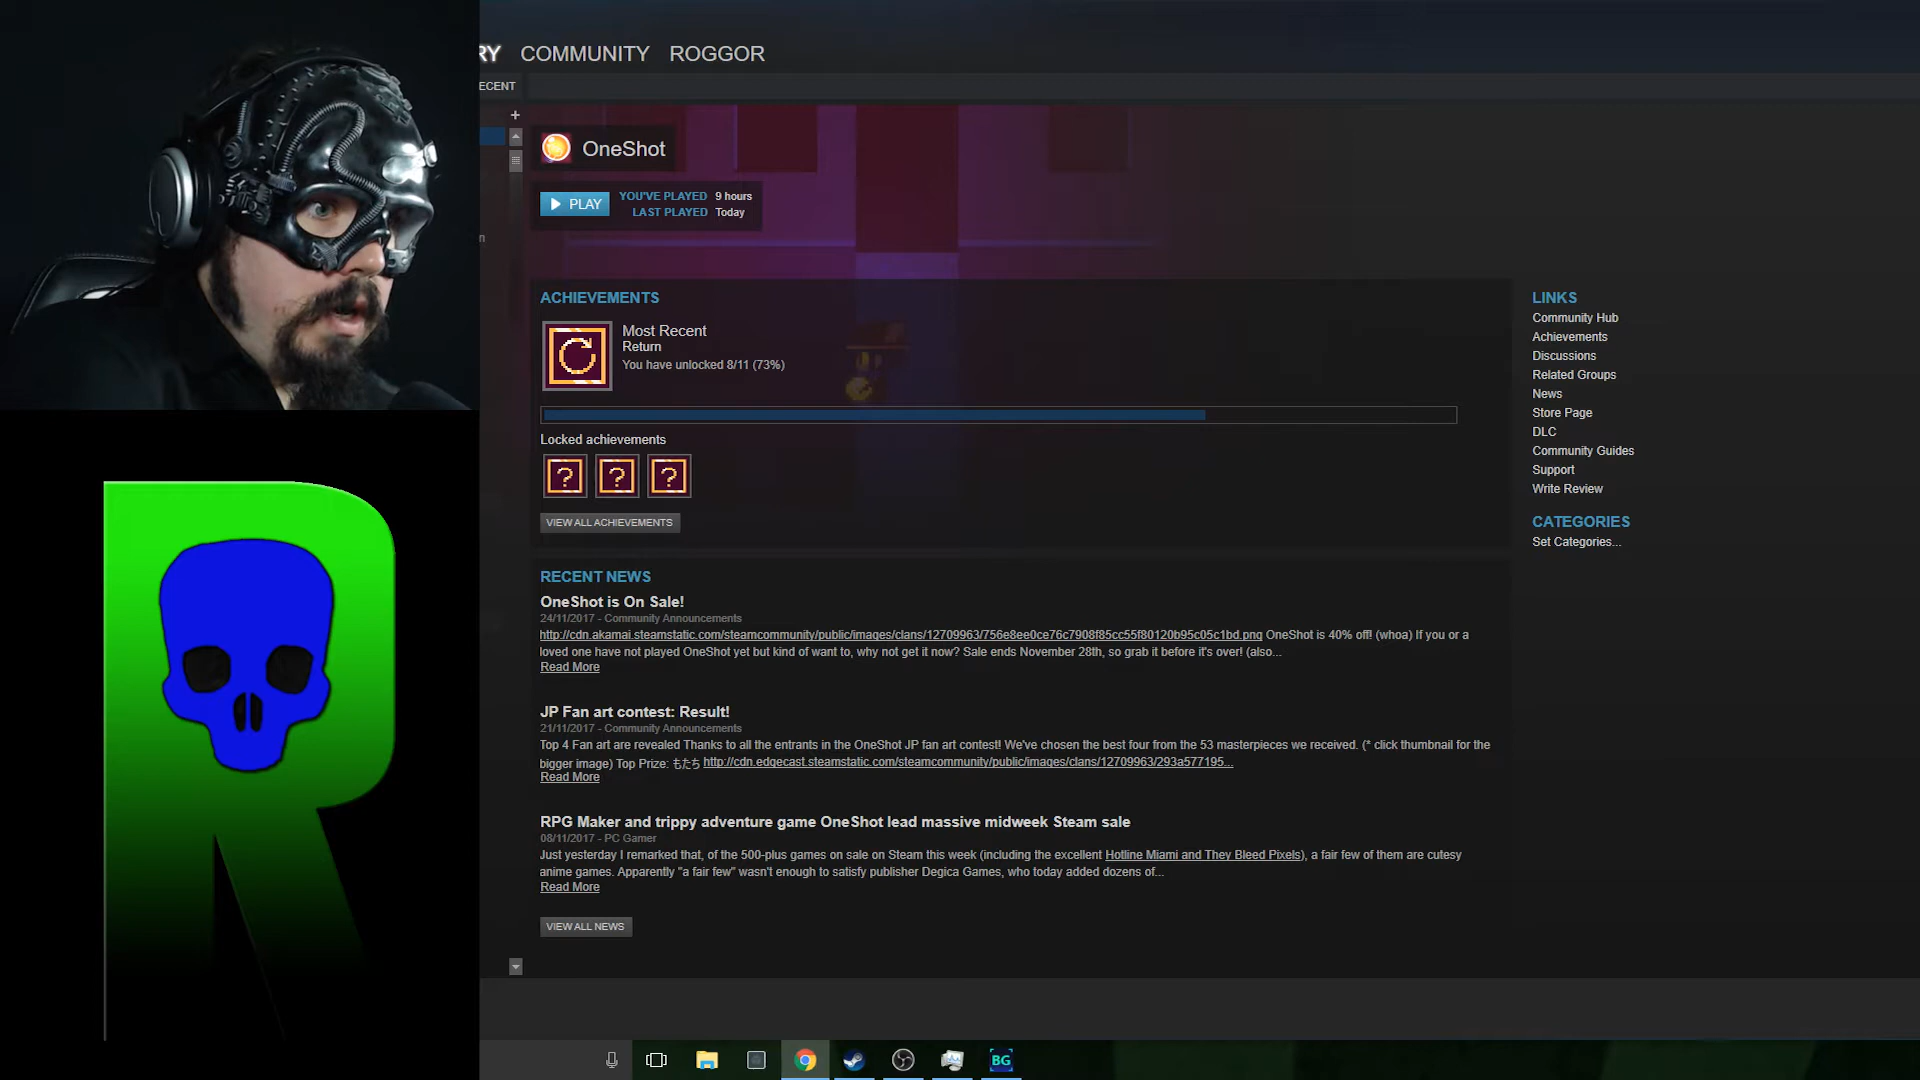 RY COMMUNITY ROGGOR
ECENT
+
OneShot
PLAY
YOU'VE PLAYED 9 hours
LAST PLAYED Today
n
ACHIEVEMENTS
Most Recent
Return
You have unlocked 8/11 (73%)
Locked achievements
? ? ?
VIEW ALL ACHIEVEMENTS
RECENT NEWS
OneShot is On Sale!
24/11/2017 - Community Announcements
http://cdn.akamai.steamstatic.com/steamcommunity/public/images/clans/12709963/756e8ee0ce76c7908f85cc55f80120b95c05c1bd.png OneShot is 40% off! (whoa) If you or a
loved one have not played OneShot yet but kind of want to, why not get it now? Sale ends November 28th, so grab it before it's over! (also...
Read More
JP Fan art contest: Result!
21/11/2017 - Community Announcements
Top 4 Fan art are revealed Thanks to all the entrants in the OneShot JP fan art contest! We've chosen the best four from the 53 masterpieces we received. (* click thumbnail for the
bigger image) Top Prize: もたち http://cdn.edgecast.steamstatic.com/steamcommunity/public/images/clans/12709963/293a577195...
Read More
RPG Maker and trippy adventure game OneShot lead massive midweek Steam sale
08/11/2017 - PC Gamer
Just yesterday I remarked that, of the 500-plus games on sale on Steam this week (including the excellent Hotline Miami and They Bleed Pixels), a fair few of them are cutesy
anime games. Apparently "a fair few" wasn't enough to satisfy publisher Degica Games, who today added dozens of...
Read More
VIEW ALL NEWS
LINKS
Community Hub
Achievements
Discussions
Related Groups
News
Store Page
DLC
Community Guides
Support
Write Review
CATEGORIES
Set Categories...
R
BG